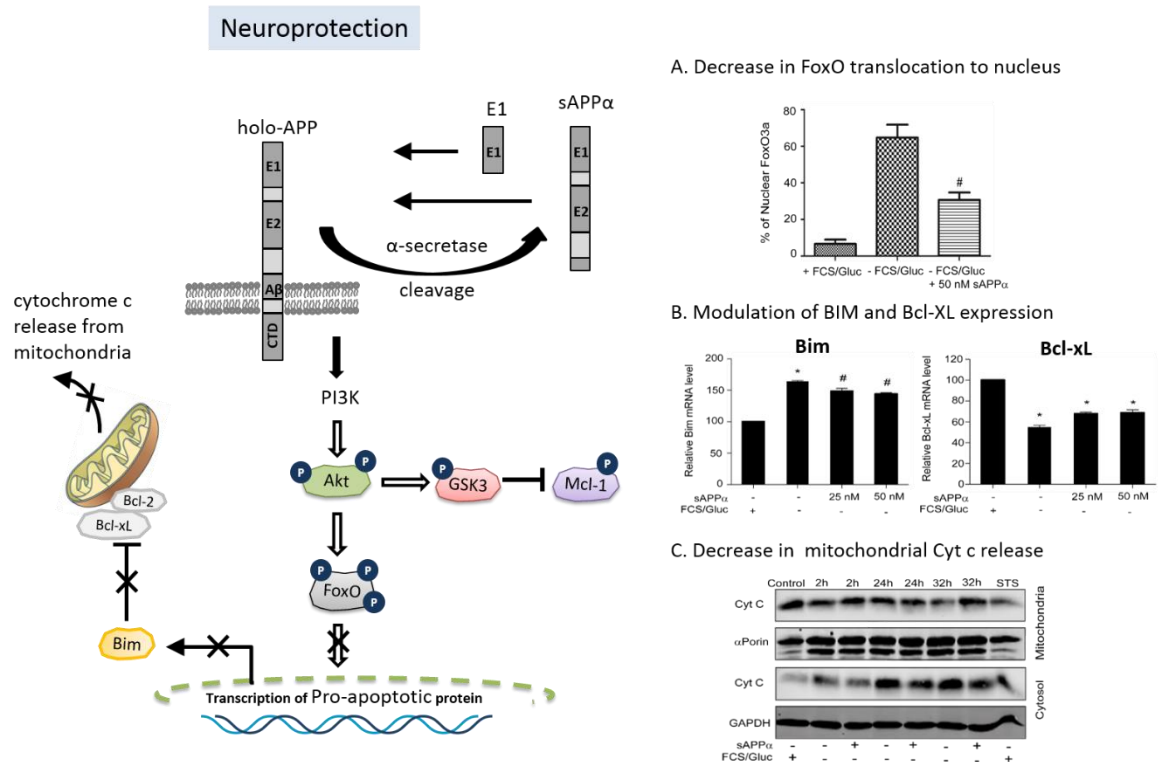 Neuroprotection
holo-APP
E1
sAPPα
E1
E2
Aβ
CTD
E1
E1
E2
α-secretase
cleavage
cytochrome c
release from
mitochondria
PI3K
P
P
Akt
P
GSK3
P
Mcl-1
Bcl-2
Bcl-xL
P
P
P
FoxO
Bim
Transcription of Pro-apoptotic protein
A. Decrease in FoxO translocation to nucleus
% of Nuclear FoxO3a
80
60
40
20
0
#
+ FCS/Gluc - FCS/Gluc - FCS/Gluc
+ 50 nM sAPPα
B. Modulation of BIM and Bcl-XL expression
Bim
Relative Bim mRNA level
200
150
100
50
0
* # #
sAPPα - - 25 nM 50 nM
FCS/Gluc + - - -
Bcl-xL
Relative Bcl-xL mRNA level
120
100
80
60
40
20
0
* * *
sAPPα - - 25 nM 50 nM
FCS/Gluc + - - -
C. Decrease in mitochondrial Cyt c release
Control 2h 2h 24h 24h 32h 32h STS
Cyt C
αPorin
Mitochondria
Cyt C
GAPDH
Cytosol
sAPPα - - + - + - + -
FCS/Gluc + - - - - - - +